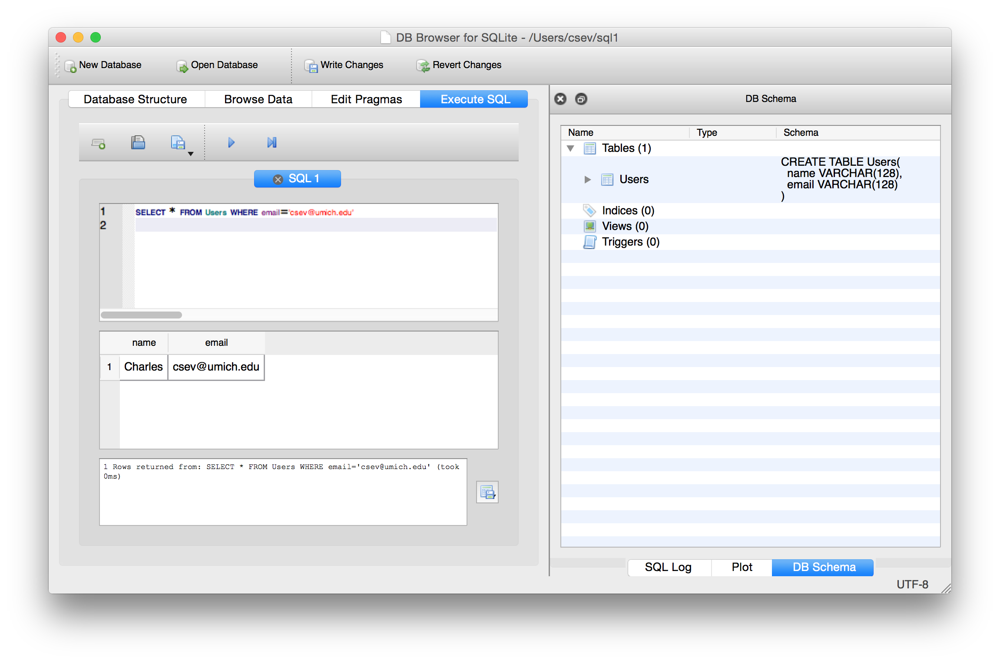 DB Browser for SQLite - /Users/csev/sql1
New Database
Open Database
Write Changes
Revert Changes
Database Structure
Browse Data
Edit Pragmas
Execute SQL
SQL 1
1 SELECT * FROM Users WHERE email='csev@umich.edu'
2
name email
1 Charles csev@umich.edu
1 Rows returned from: SELECT * FROM Users WHERE email='csev@umich.edu' (took
0ms)
DB Schema
Name Type Schema
Tables (1)
Users
CREATE TABLE Users(
name VARCHAR(128),
email VARCHAR(128)
)
Indices (0)
Views (0)
Triggers (0)
SQL Log
Plot
DB Schema
UTF-8